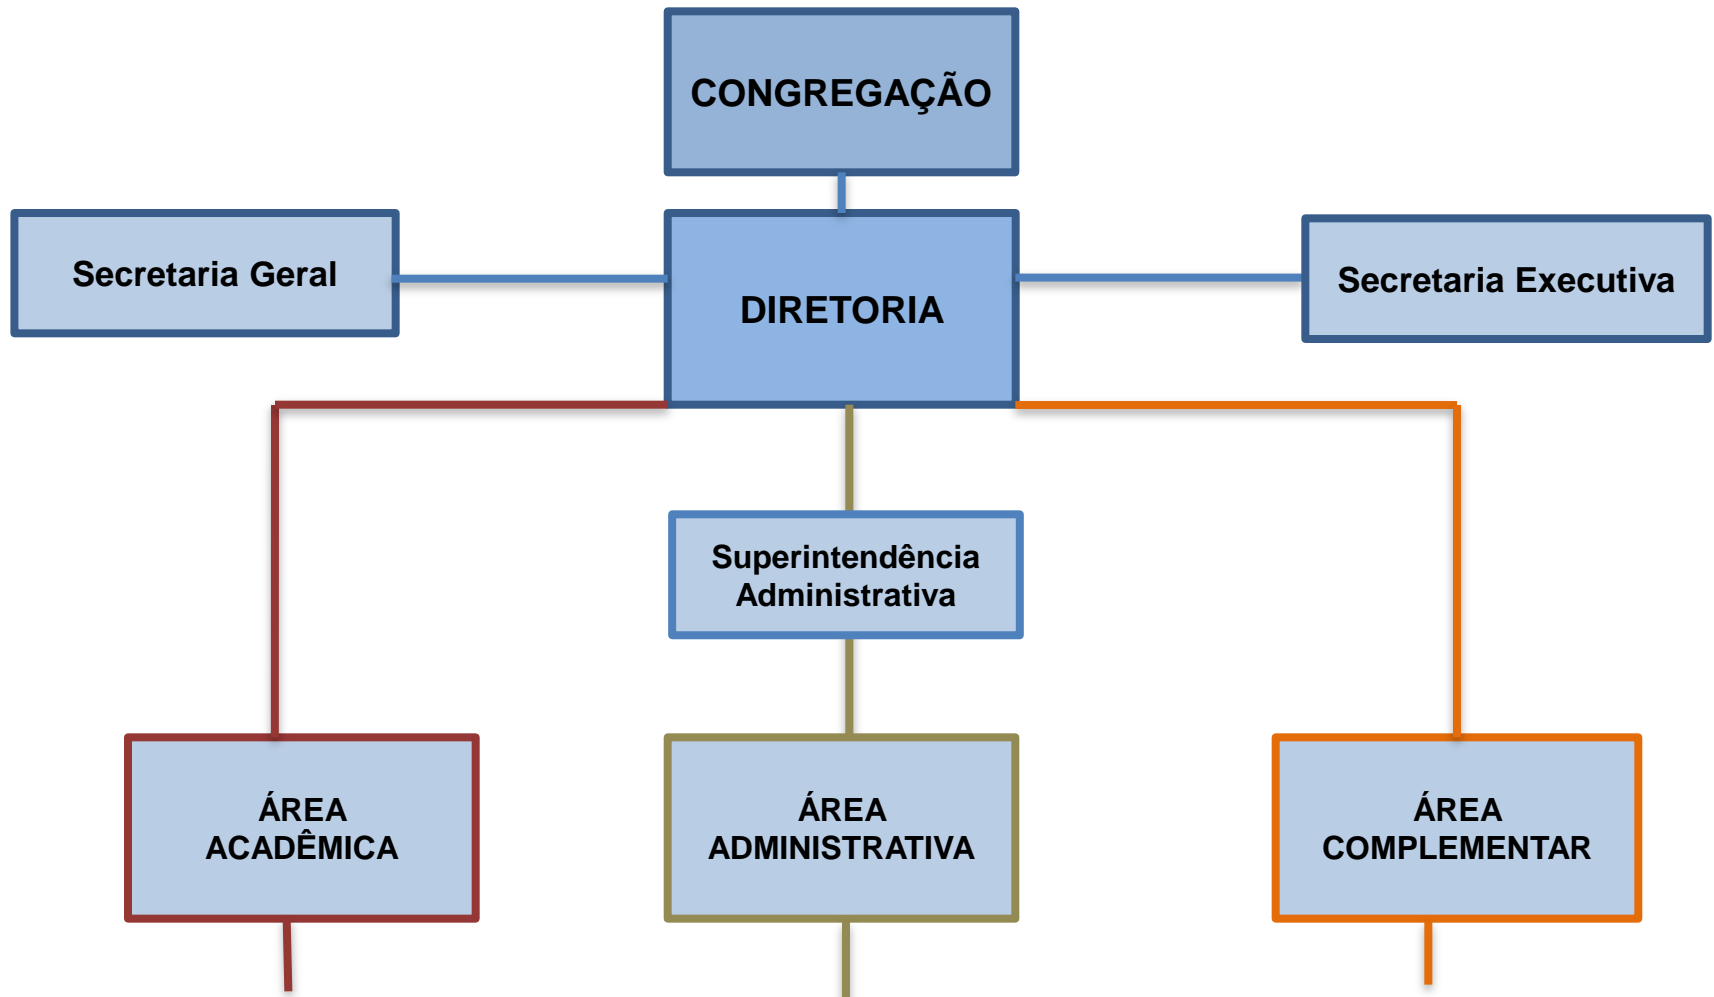 CONGREGAÇÃO
Secretaria Geral
DIRETORIA
Secretaria Executiva
Superintendência
Administrativa
ÁREA
ACADÊMICA
ÁREA
ADMINISTRATIVA
ÁREA
COMPLEMENTAR